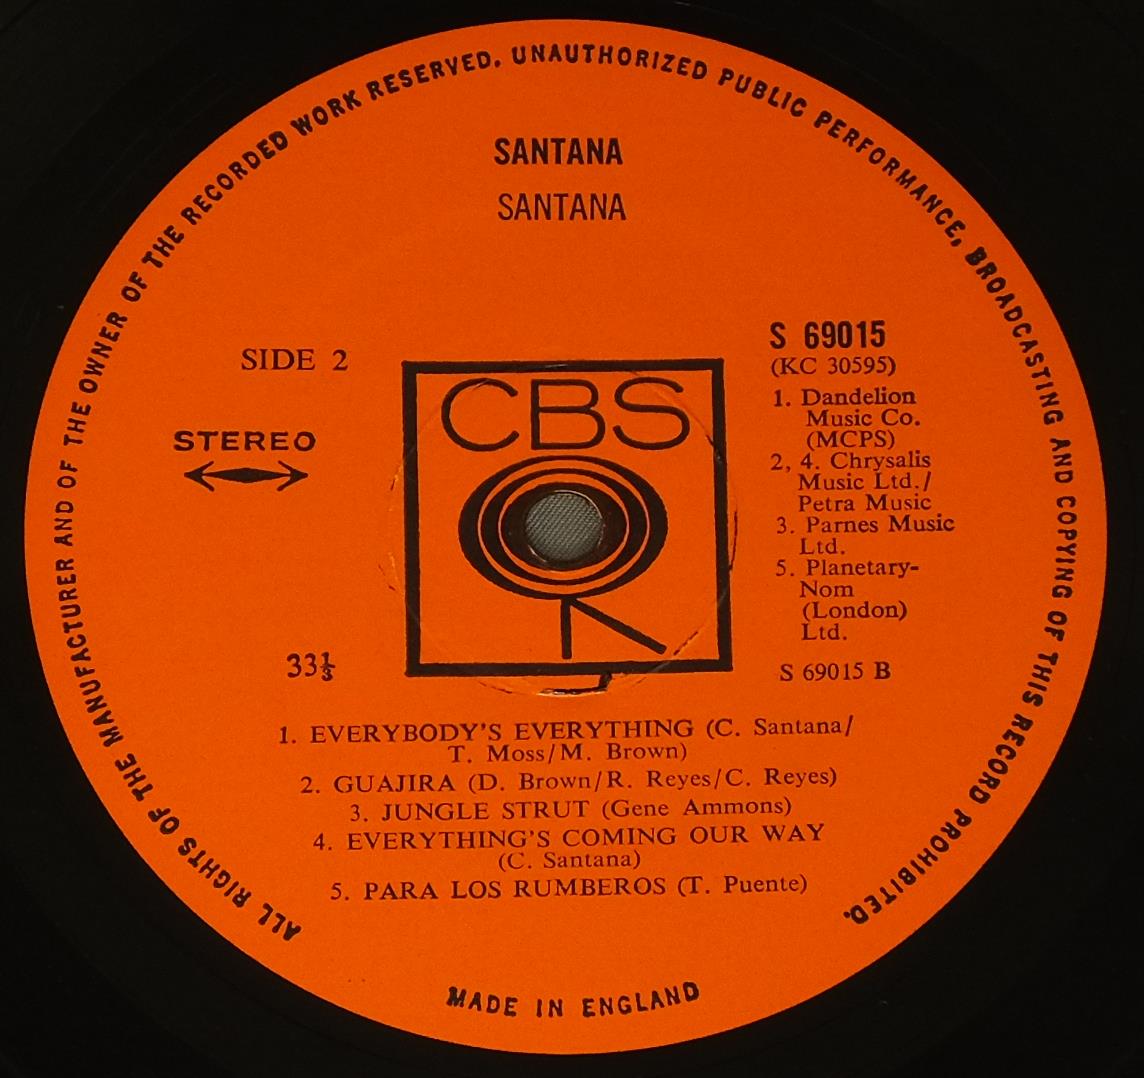 ALL RIGHTS OF THE MANUFACTURER AND OF THE OWNER OF THE RECORDED WORK RESERVED. UNAUTHORIZED PUBLIC PERFORMANCE, BROADCASTING AND COPYING OF THIS RECORD PROHIBITED.
SANTANA
SANTANA
SIDE 2
STEREO
33⅓
CBS
S 69015
(KC 30595)
1. Dandelion
Music Co.
(MCPS)
2, 4. Chrysalis
Music Ltd./
Petra Music
3. Parnes Music
Ltd.
5. Planetary-
Nom
(London)
Ltd.
S 69015 B
1. EVERYBODY'S EVERYTHING (C. Santana/
T. Moss/M. Brown)
2. GUAJIRA (D. Brown/R. Reyes/C. Reyes)
3. JUNGLE STRUT (Gene Ammons)
4. EVERYTHING'S COMING OUR WAY
(C. Santana)
5. PARA LOS RUMBEROS (T. Puente)
MADE IN ENGLAND